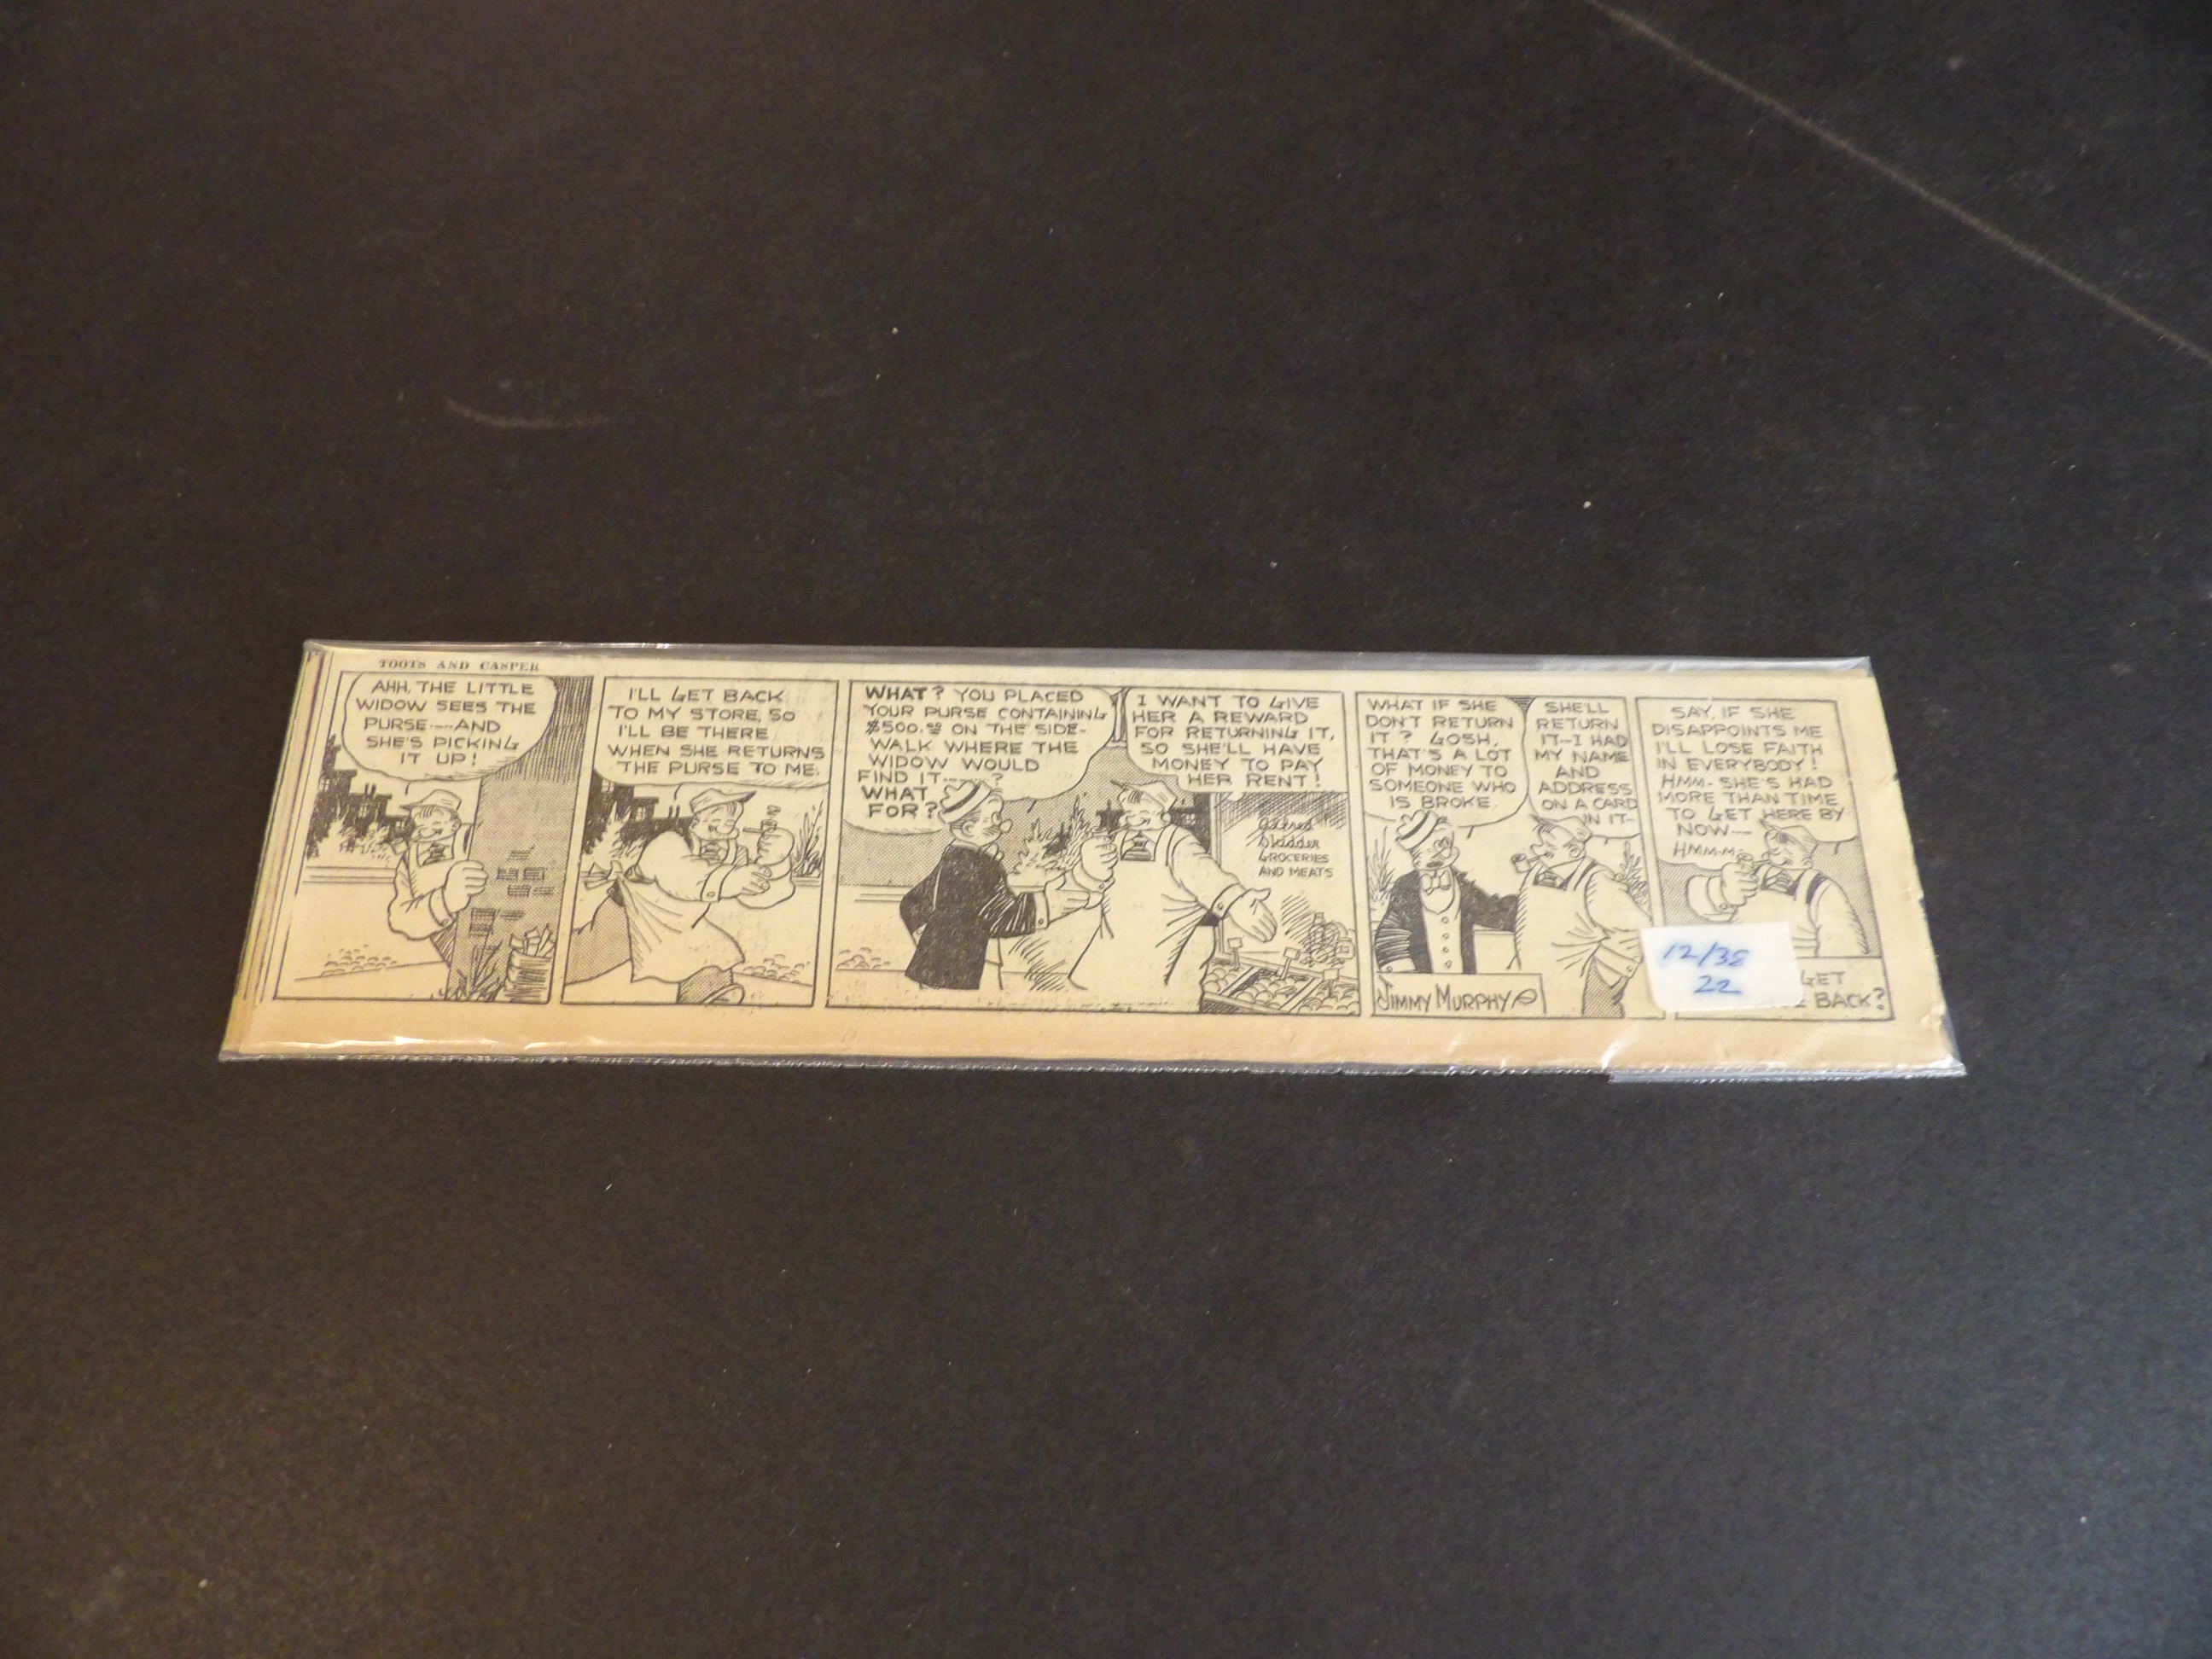 TOOTS AND CASPER
AHH, THE LITTLE
WIDOW SEES THE
PURSE----AND
SHE'S PICKING
IT UP!
I'LL GET BACK
TO MY STORE, SO
I'LL BE THERE
WHEN SHE RETURNS
THE PURSE TO ME.
WHAT? YOU PLACED
YOUR PURSE CONTAINING
$500.00 ON THE SIDE-
WALK WHERE THE
WIDOW WOULD
FIND IT-----?
WHAT
FOR?
I WANT TO GIVE
HER A REWARD
FOR RETURNING IT,
SO SHE'LL HAVE
MONEY TO PAY
HER RENT!
GROCERIES
AND MEATS
WHAT IF SHE
DON'T RETURN
IT? GOSH,
THAT'S A LOT
OF MONEY TO
SOMEONE WHO
IS BROKE.
SHE'LL
RETURN
IT--I HAD
MY NAME
AND
ADDRESS
ON A CARD
IN IT-
JIMMY MURPHY
SAY, IF SHE
DISAPPOINTS ME
I'LL LOSE FAITH
IN EVERYBODY!
HMM- SHE'S HAD
MORE THAN TIME
TO GET HERE BY
NOW---
HMM-M-
GET
BACK?
12/38
22